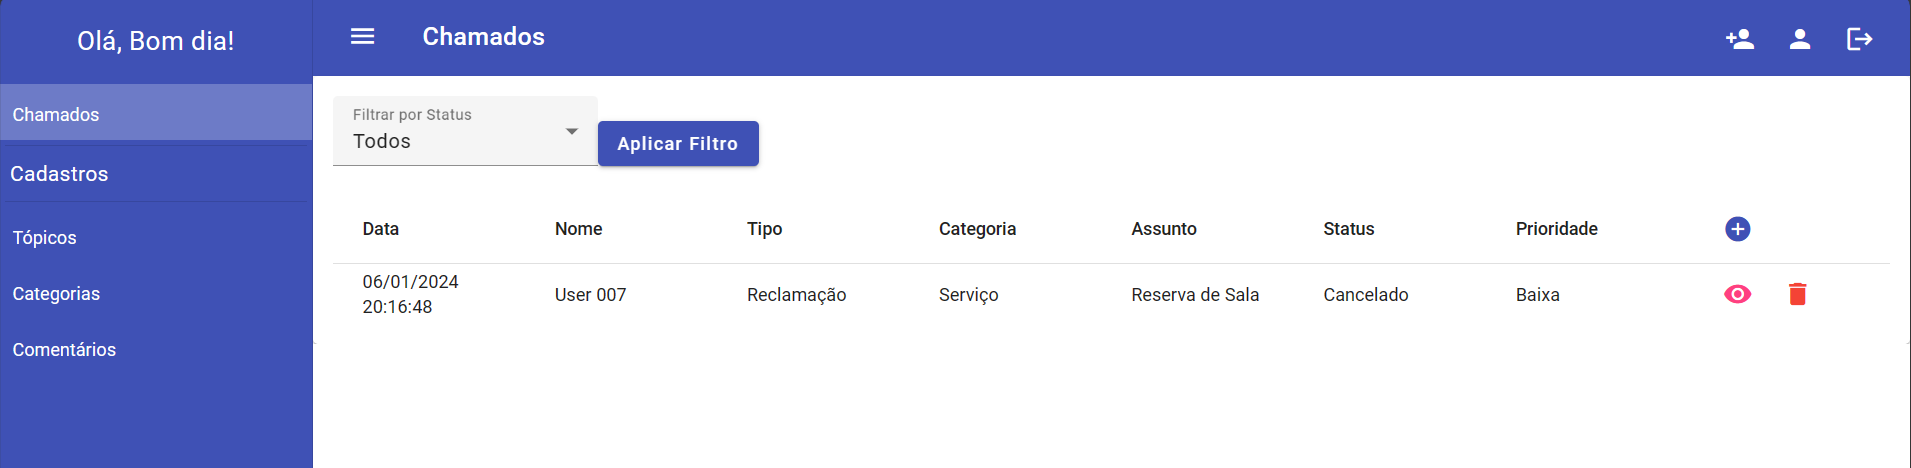 Olá, Bom dia!
Chamados
Cadastros
Tópicos
Categorias
Comentários
Chamados
Filtrar por Status
Todos
Aplicar Filtro
Data Nome Tipo Categoria Assunto Status Prioridade
06/01/2024
20:16:48 User 007 Reclamação Serviço Reserva de Sala Cancelado Baixa